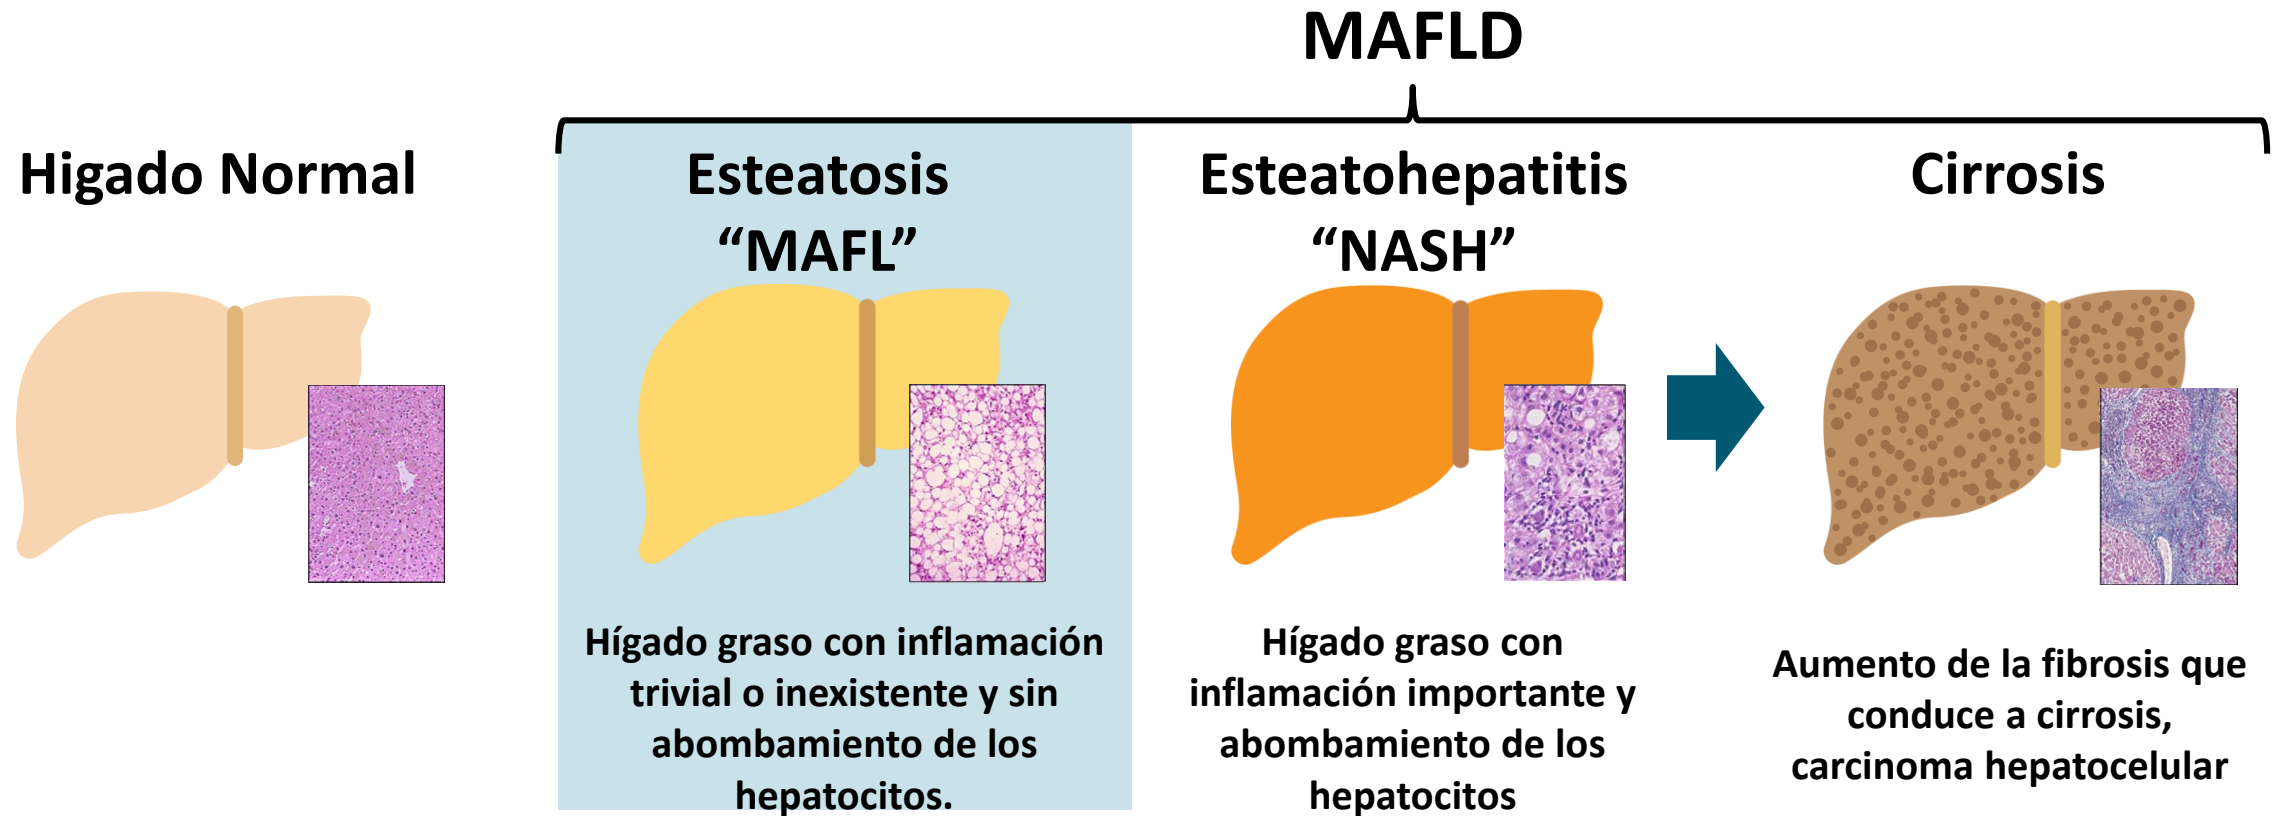 MAFLD
Higado Normal
Esteatosis
“MAFL”
Esteatohepatitis
“NASH”
Cirrosis
Hígado graso con inflamación
trivial o inexistente y sin
abombamiento de los
hepatocitos.
Hígado graso con
inflamación importante y
abombamiento de los
hepatocitos
Aumento de la fibrosis que
conduce a cirrosis,
carcinoma hepatocelular